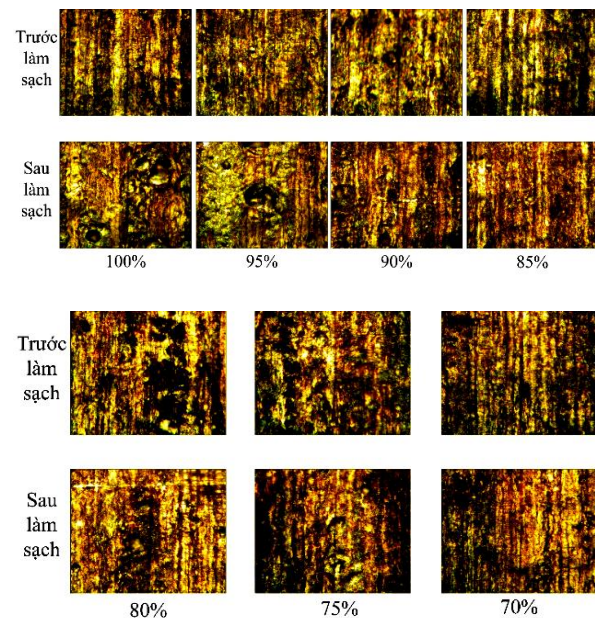 Trước
làm
sạch
Sau
làm
sạch
100%
95%
90%
85%
Trước
làm
sạch
Sau
làm
sạch
80%
75%
70%